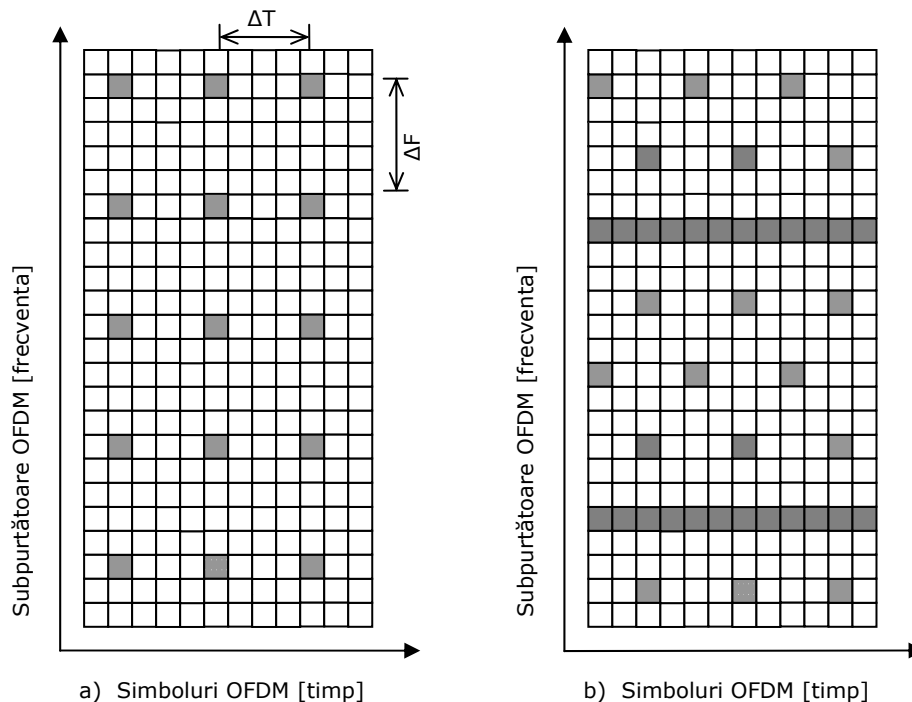 ΔT
ΔF
Subpurtătoare OFDM [frecventa]
Subpurtătoare OFDM [frecventa]
a) Simboluri OFDM [timp]
b) Simboluri OFDM [timp]